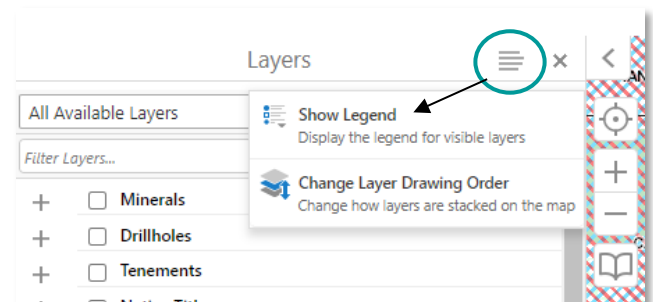 Layers
All Available Layers
Filter Layers...
Show Legend
Display the legend for visible layers
Change Layer Drawing Order
Change how layers are stacked on the map
Minerals
Drillholes
Tenements
AN
C